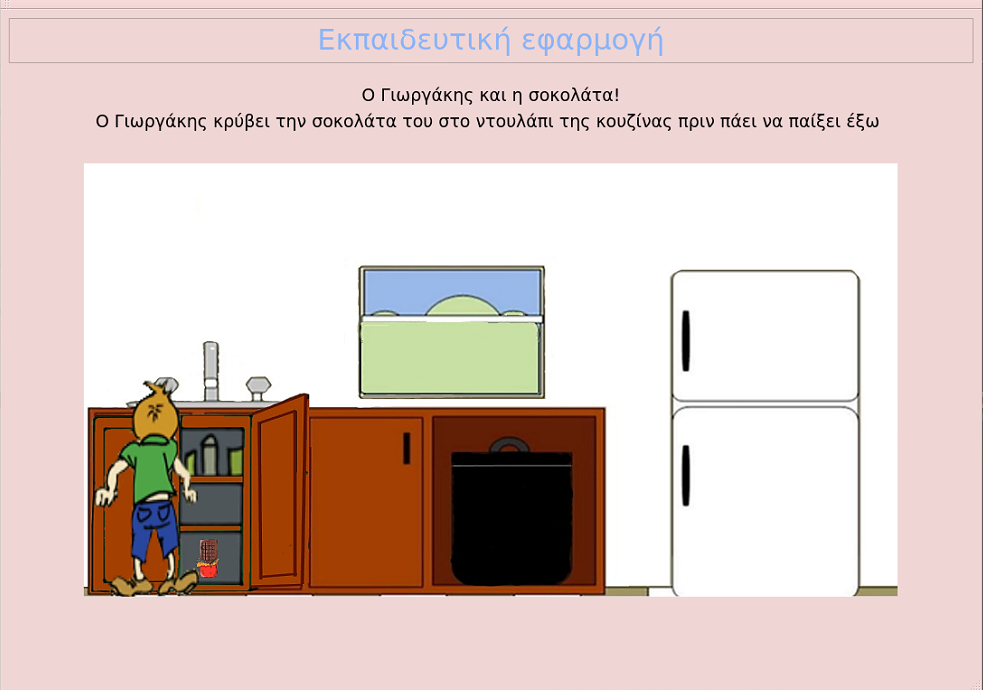 Εκπαιδευτική εφαρμογή
Ο Γιωργάκης και η σοκολάτα!
Ο Γιωργάκης κρύβει την σοκολάτα του στο ντουλάπι της κουζίνας πριν πάει να παίξει έξω